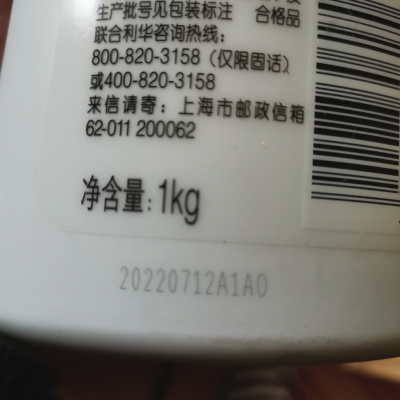 生产批号见包装标注 合格品
联合利华咨询热线:
800-820-3158(仅限固话)
或400-820-3158
来信请寄:上海市邮政信箱
62-011 200062
净含量:1kg
20220712A1AO